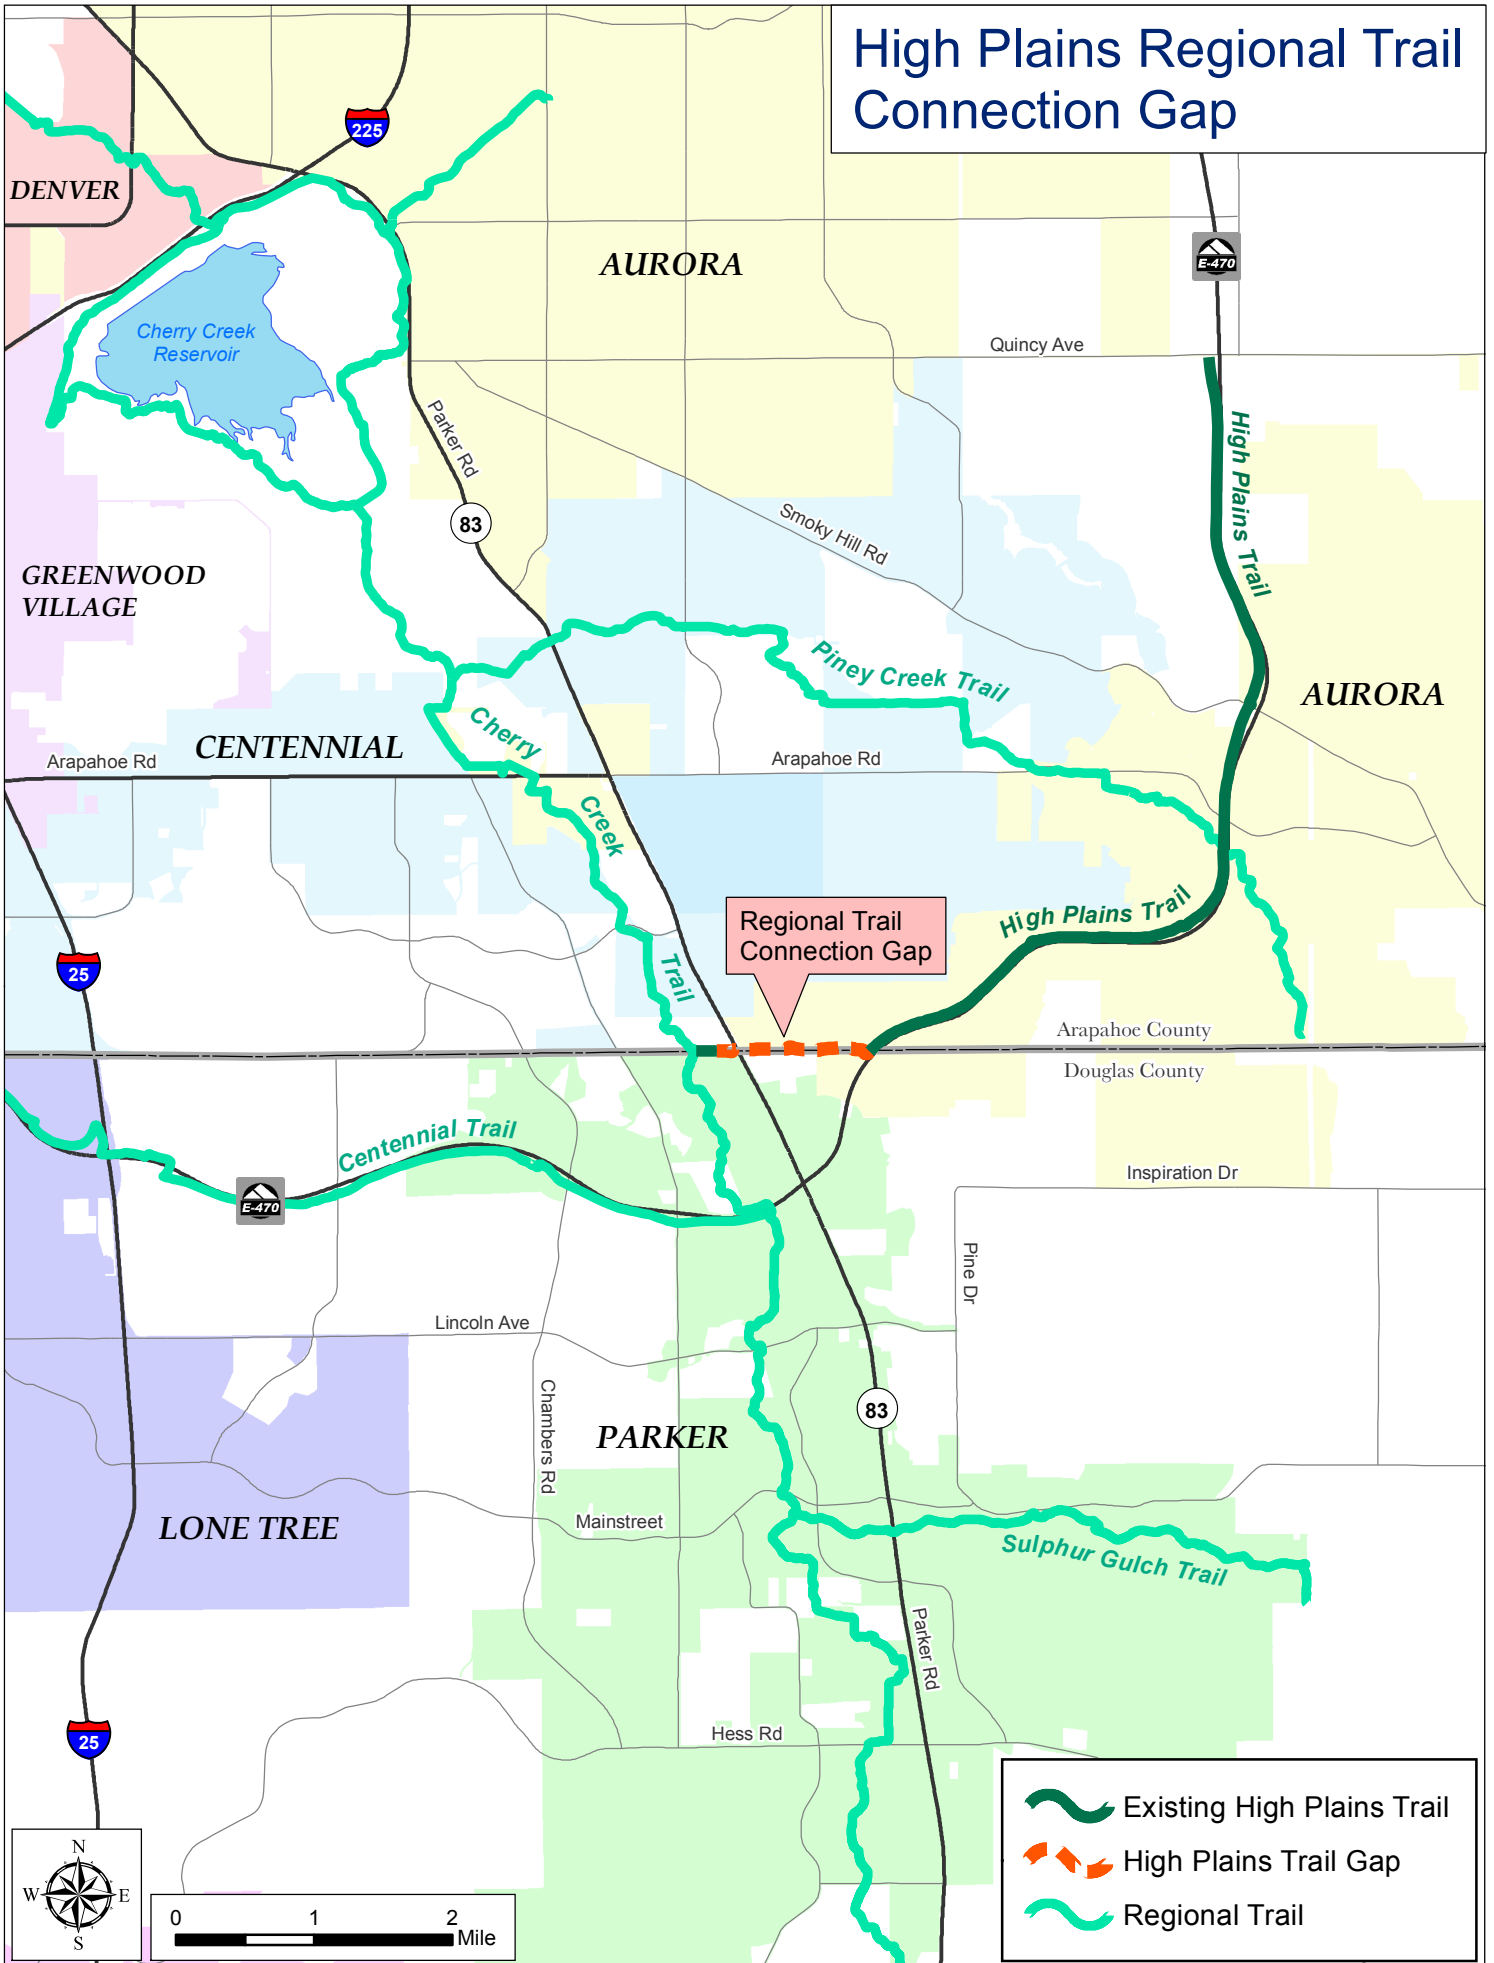 High Plains Regional Trail
Connection Gap
225
DENVER
AURORA
E-470
Cherry Creek
Reservoir
Quincy Ave
Parker Rd
High Plains Trail
83
Smoky Hill Rd
GREENWOOD
VILLAGE
Piney Creek Trail
AURORA
Cherry
CENTENNIAL
Arapahoe Rd
Arapahoe Rd
Creek
High Plains Trail
Regional Trail
Connection Gap
25
Trail
Arapahoe County
Douglas County
Centennial Trail
Inspiration Dr
E-470
Pine Dr
Lincoln Ave
Chambers Rd
83
PARKER
Mainstreet
LONE TREE
Sulphur Gulch Trail
Parker Rd
25
Hess Rd
Existing High Plains Trail
High Plains Trail Gap
Regional Trail
N
W E
S
0 1 2
Mile